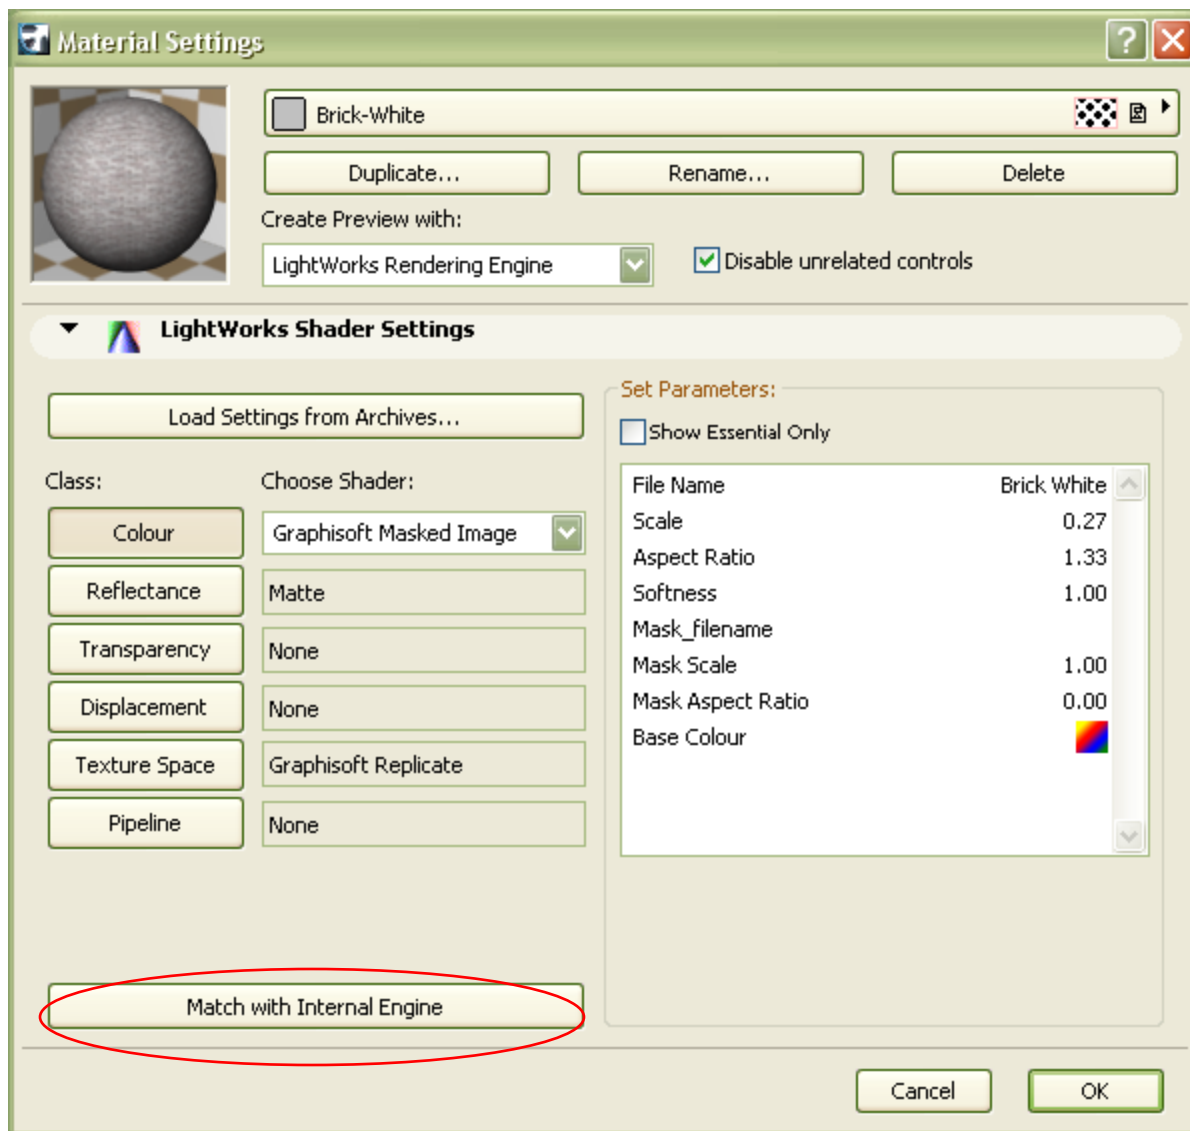 Material Settings
Brick-White
Duplicate...
Rename...
Delete
Create Preview with:
LightWorks Rendering Engine
Disable unrelated controls
LightWorks Shader Settings
Load Settings from Archives...
Class:
Choose Shader:
Colour
Graphisoft Masked Image
Reflectance
Matte
Transparency
None
Displacement
None
Texture Space
Graphisoft Replicate
Pipeline
None
Match with Internal Engine
Set Parameters:
Show Essential Only
File Name Brick White
Scale 0.27
Aspect Ratio 1.33
Softness 1.00
Mask_filename
Mask Scale 1.00
Mask Aspect Ratio 0.00
Base Colour
Cancel
OK